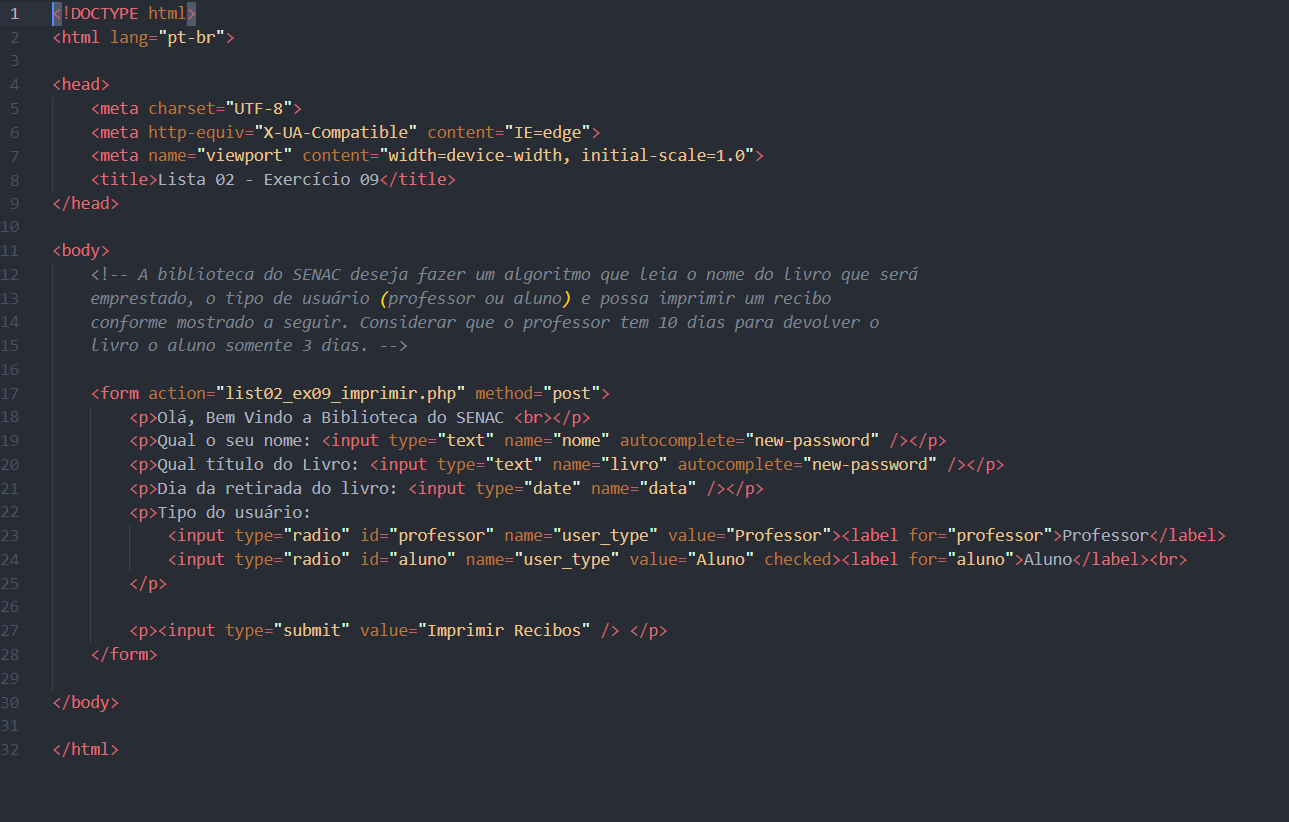 1 <!DOCTYPE html>
2 <html lang="pt-br">
3
4 <head>
5     <meta charset="UTF-8">
6     <meta http-equiv="X-UA-Compatible" content="IE=edge">
7     <meta name="viewport" content="width=device-width, initial-scale=1.0">
8     <title>Lista 02 - Exercício 09</title>
9 </head>
10
11 <body>
12     <!-- A biblioteca do SENAC deseja fazer um algoritmo que leia o nome do livro que será
13     emprestado, o tipo de usuário (professor ou aluno) e possa imprimir um recibo
14     conforme mostrado a seguir. Considerar que o professor tem 10 dias para devolver o
15     livro o aluno somente 3 dias. -->
16
17     <form action="list02_ex09_imprimir.php" method="post">
18         <p>Olá, Bem Vindo a Biblioteca do SENAC <br></p>
19         <p>Qual o seu nome: <input type="text" name="nome" autocomplete="new-password" /></p>
20         <p>Qual título do Livro: <input type="text" name="livro" autocomplete="new-password" /></p>
21         <p>Dia da retirada do livro: <input type="date" name="data" /></p>
22         <p>Tipo do usuário:
23             <input type="radio" id="professor" name="user_type" value="Professor"><label for="professor">Professor</label>
24             <input type="radio" id="aluno" name="user_type" value="Aluno" checked><label for="aluno">Aluno</label><br>
25         </p>
26
27         <p><input type="submit" value="Imprimir Recibos" /> </p>
28     </form>
29
30 </body>
31
32 </html>